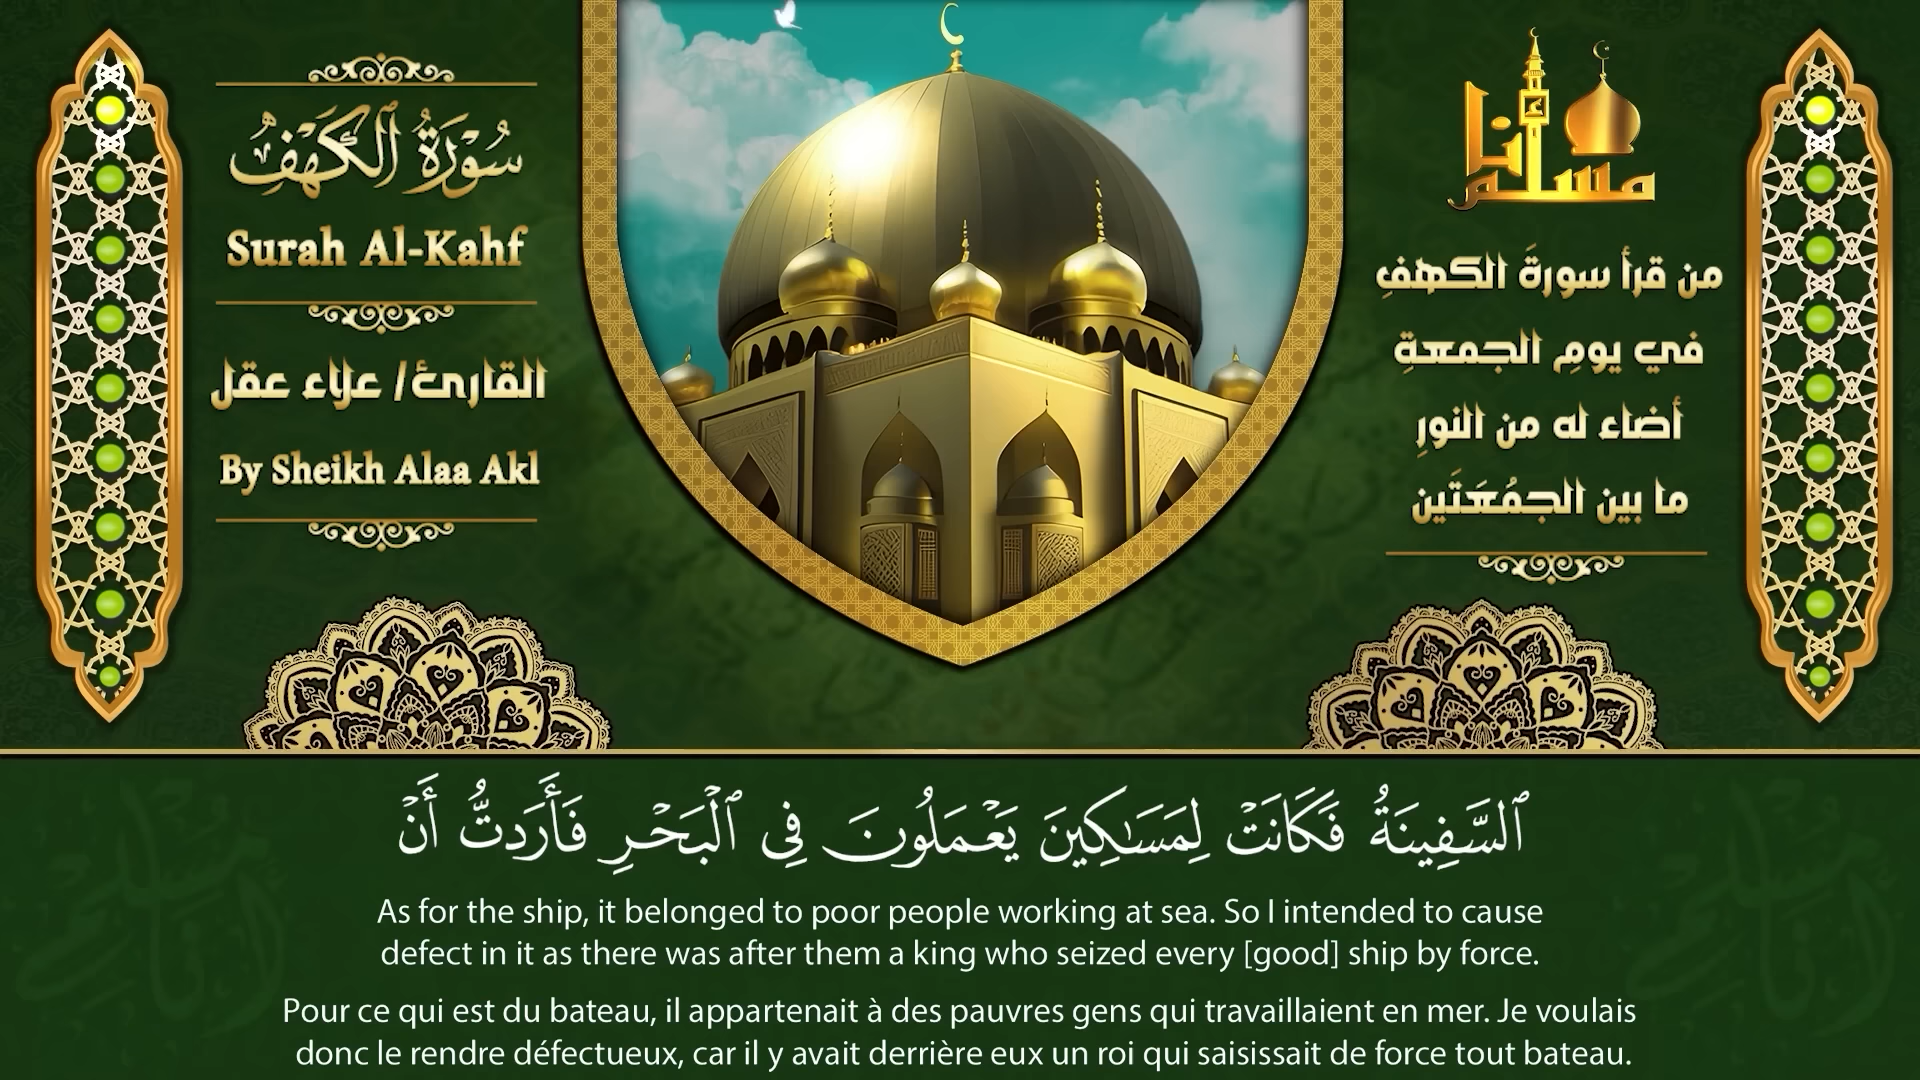 سُوْرَةُ الْكَهْفِ
Surah Al-Kahf
القارئ / علاء عقل
By Sheikh Alaa Akl
أنا
مسلم
من قرأ سورةَ الكهفِ
في يومِ الجمعةِ
أضاء له من النورِ
ما بين الجمُعَتَين
ٱلسَّفِينَةُ فَكَانَتْ لِمَسَـٰكِينَ يَعْمَلُونَ فِى ٱلْبَحْرِ فَأَرَدتُّ أَنْ
As for the ship, it belonged to poor people working at sea. So I intended to cause
defect in it as there was after them a king who seized every [good] ship by force.
Pour ce qui est du bateau, il appartenait à des pauvres gens qui travaillaient en mer. Je voulais
donc le rendre défectueux, car il y avait derrière eux un roi qui saisissait de force tout bateau.